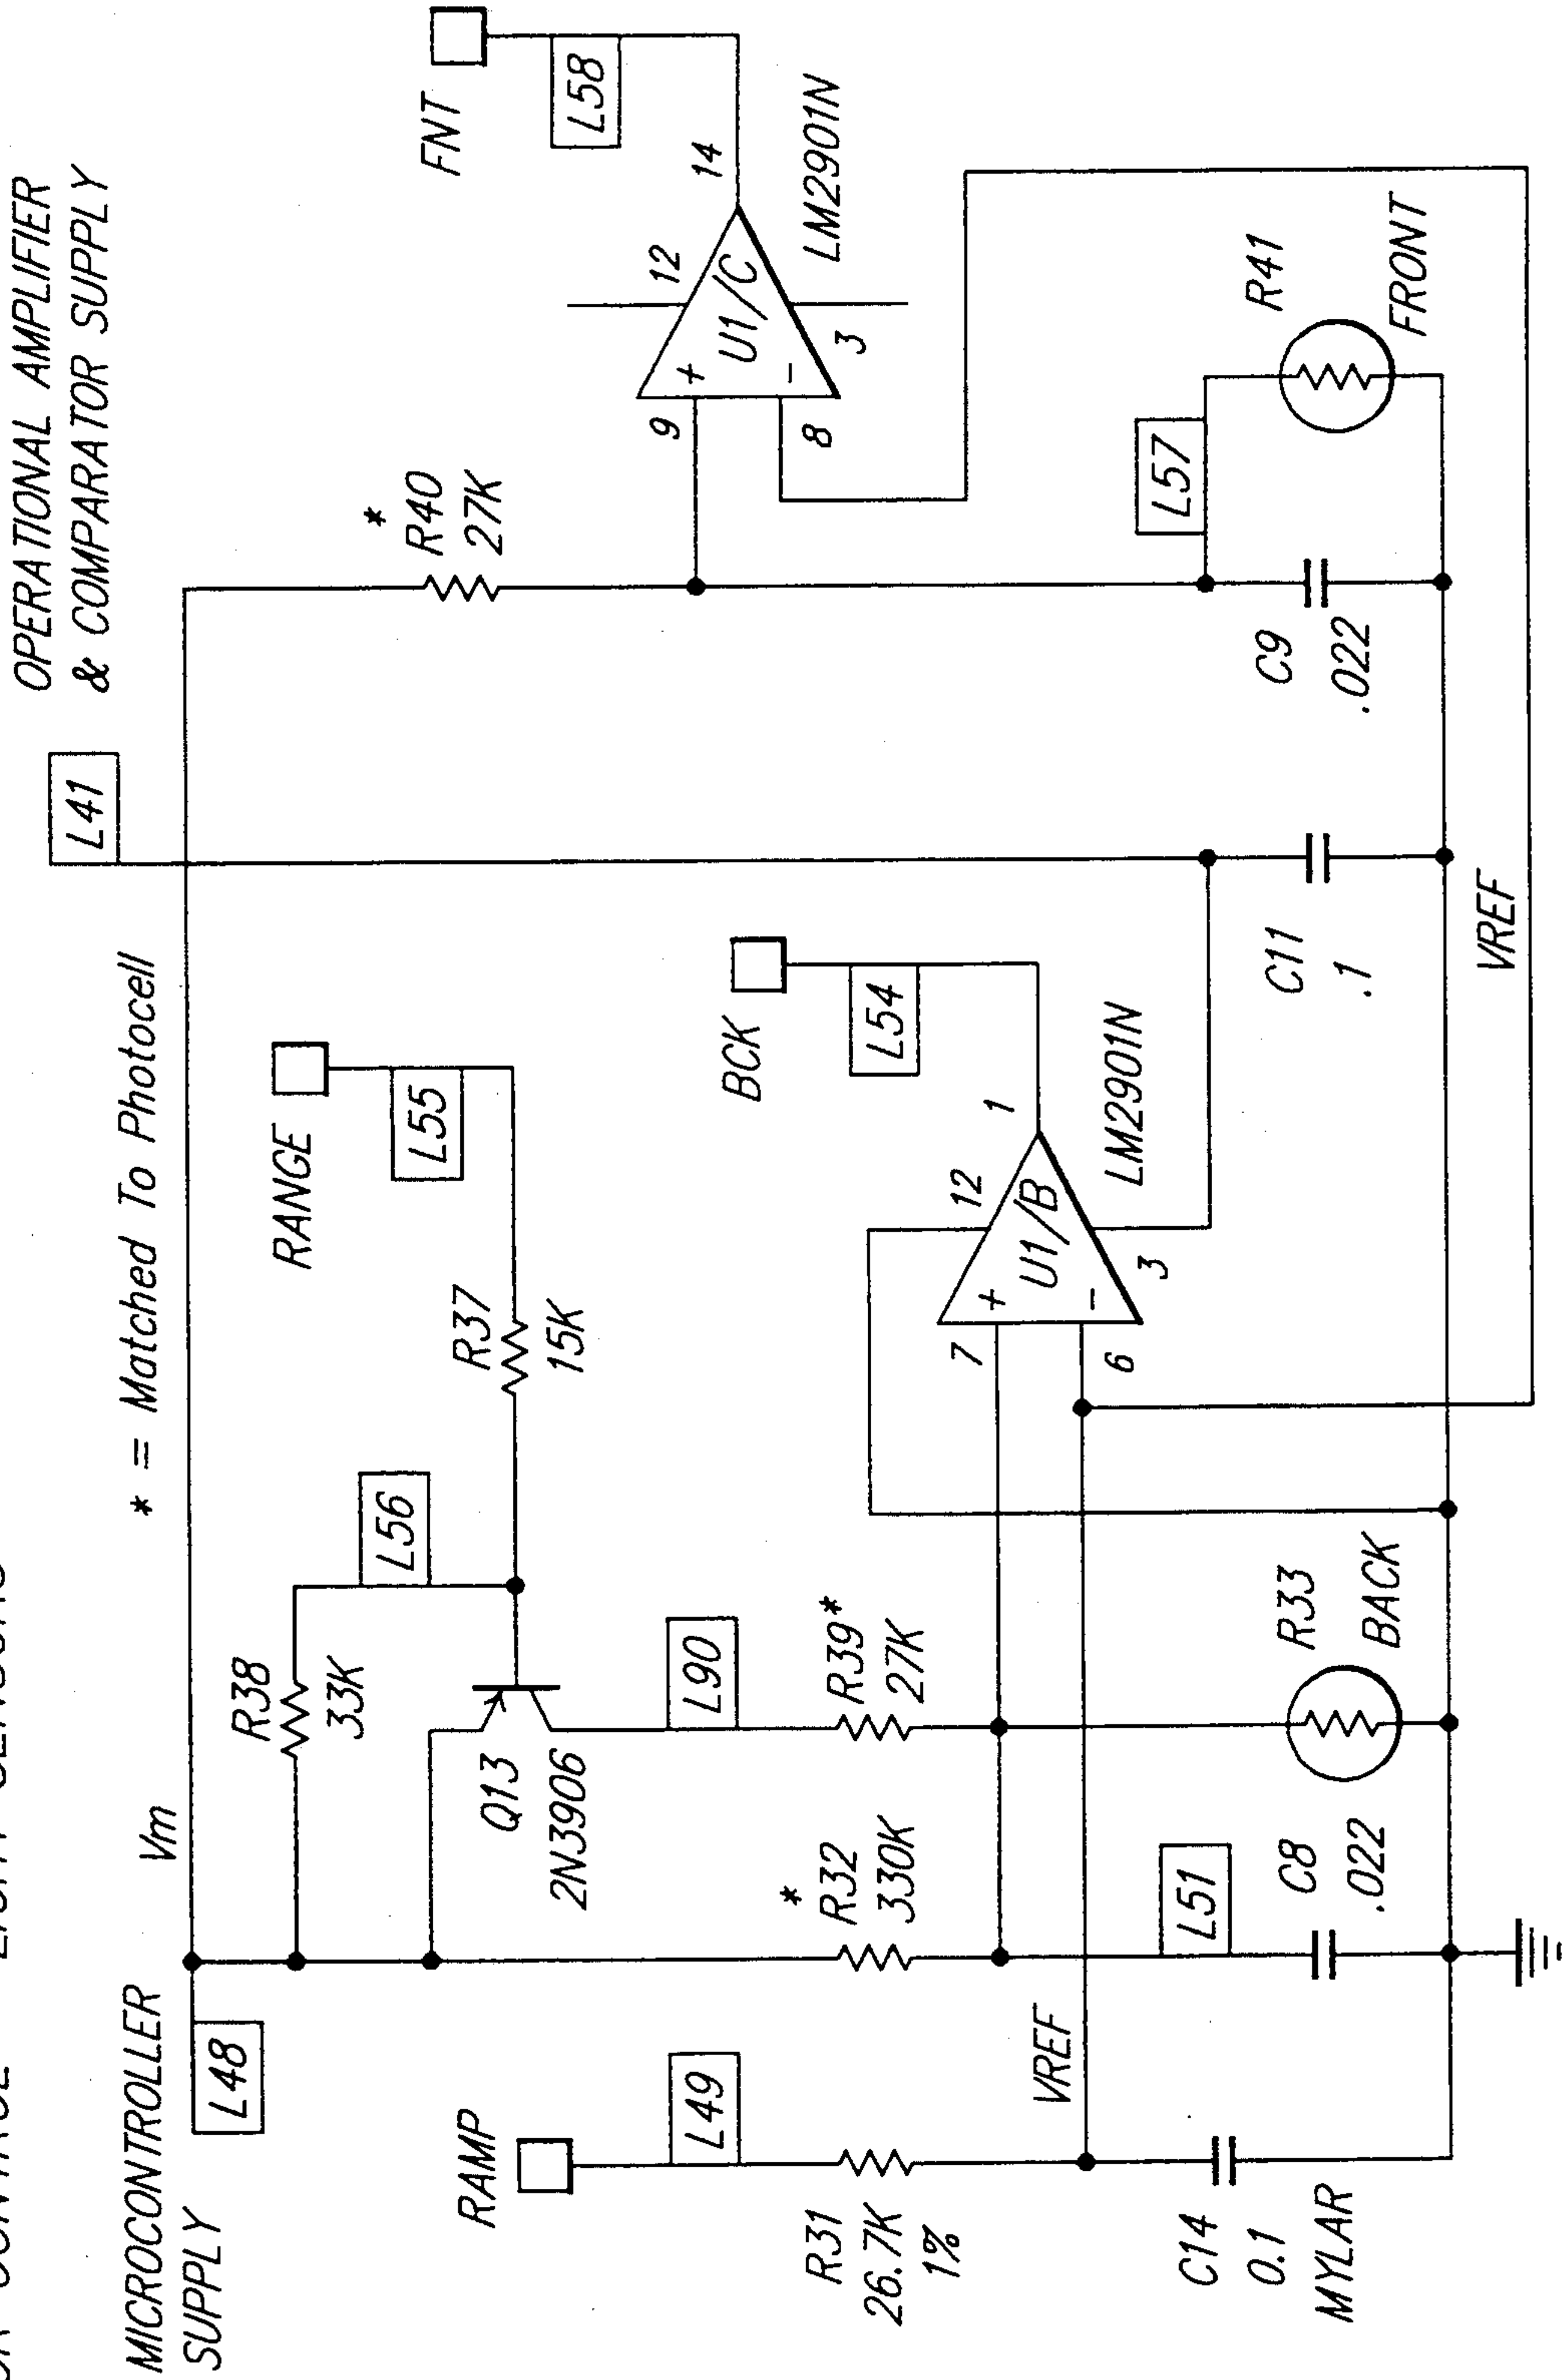 OPERATIONAL AMPLIFIER
& COMPARATOR SUPPLY
L41
* = Matched To Photocell
MICROCONTROLLER
SUPPLY
Vm
L48
R38
33K
L56
RANGE
L55
R37
15K
*
R40
27K
FNT
L58
9
+
12
14
U1/C
8
-
3
LM2901N
RAMP
L49
Q13
2N3906
L90
BCK
L54
R31
26.7K
1%
*
R32
330K
R39*
27K
7
+
12
1
U1/B
6
-
3
LM2901N
VREF
L51
L57
R41
FRONT
C14
0.1
MYLAR
C8
.022
R33
BACK
C11
.1
C9
.022
VREF